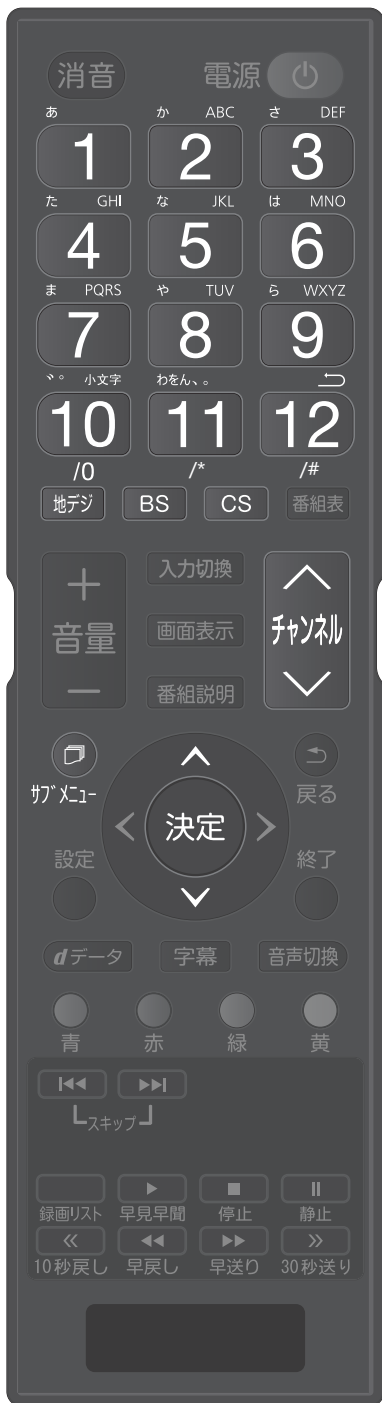 消音 電源
あ か ABC さ DEF
1 2 3
た GHI な JKL は MNO
4 5 6
ま PQRS や TUV ら WXYZ
7 8 9
゛゜ 小文字 わをん、。
10 11 12
/0 /* /#
地デジ BS CS 番組表
+ 入力切換
音量 画面表示 チャンネル
− 番組説明
サブメニュー 戻る
決定
設定 終了
dデータ 字幕 音声切換
青 赤 緑 黄
スキップ
録画リスト 早見早聞 停止 静止
10秒戻し 早戻し 早送り 30秒送り